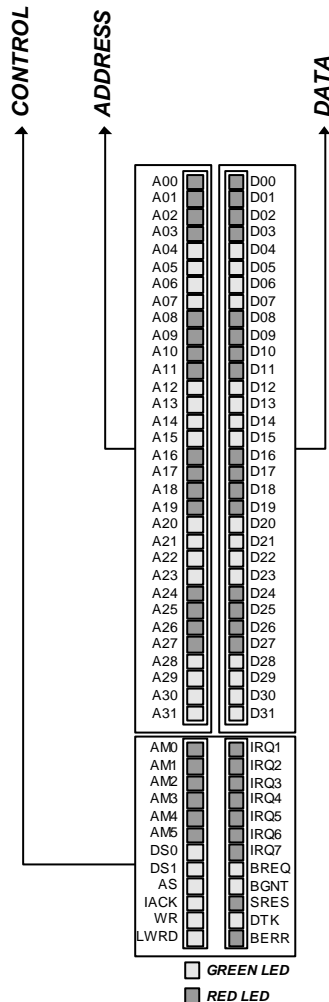 CONTROL
ADDRESS
DATA
A00 D00
A01 D01
A02 D02
A03 D03
A04 D04
A05 D05
A06 D06
A07 D07
A08 D08
A09 D09
A10 D10
A11 D11
A12 D12
A13 D13
A14 D14
A15 D15
A16 D16
A17 D17
A18 D18
A19 D19
A20 D20
A21 D21
A22 D22
A23 D23
A24 D24
A25 D25
A26 D26
A27 D27
A28 D28
A29 D29
A30 D30
A31 D31
AM0 IRQ1
AM1 IRQ2
AM2 IRQ3
AM3 IRQ4
AM4 IRQ5
AM5 IRQ6
DS0 IRQ7
DS1 BREQ
AS BGNT
IACK SRES
WR DTK
LWRD BERR
GREEN LED
RED LED